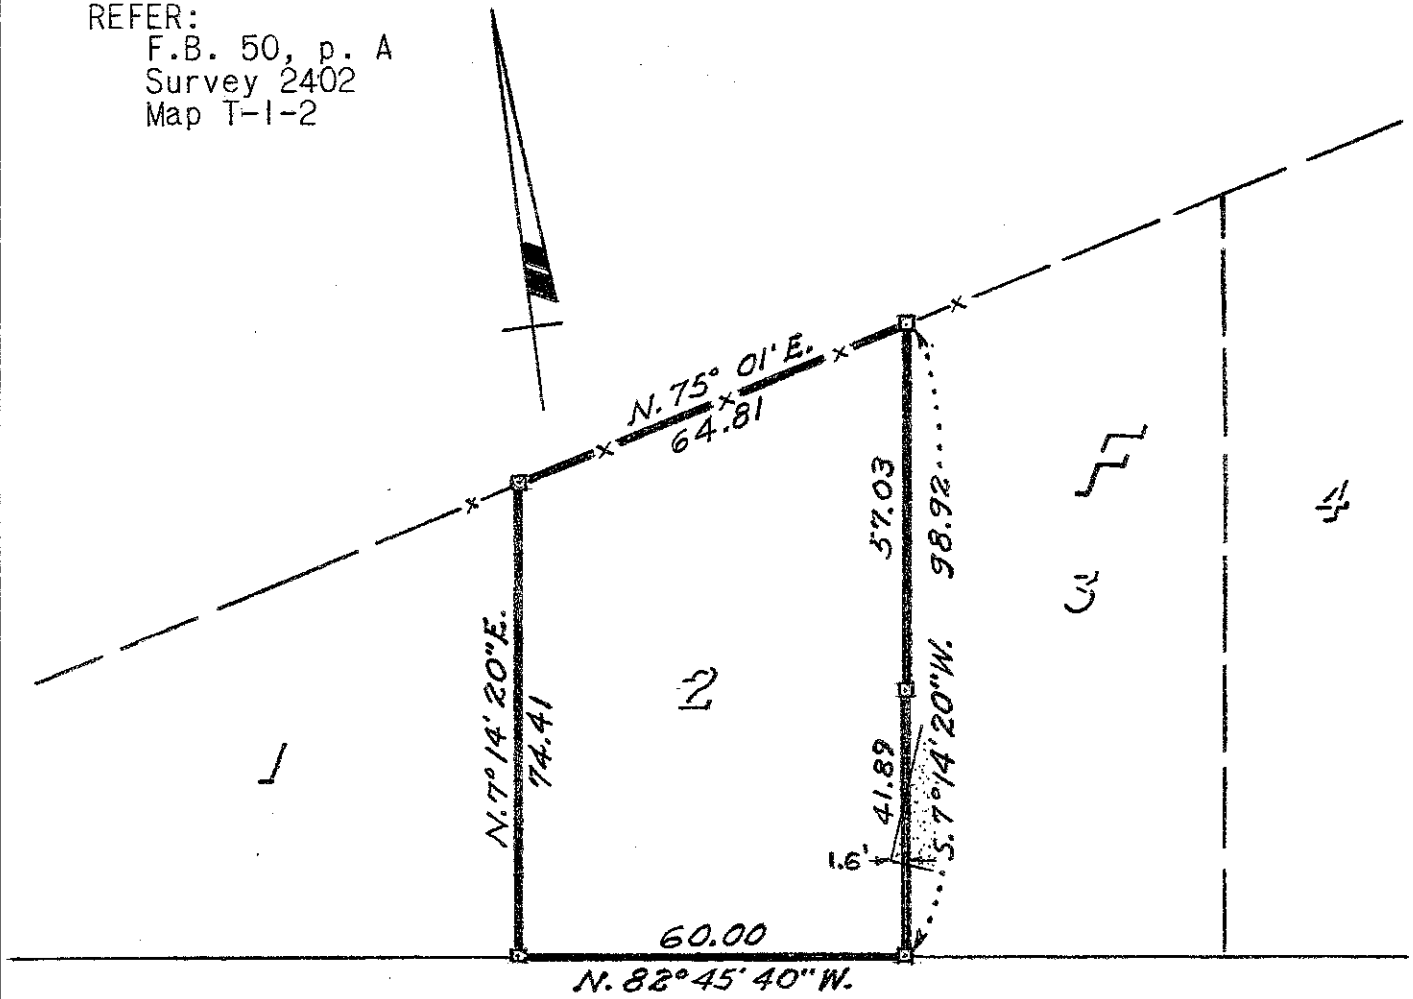 REFER:
F.B. 50, p. A
Survey 2402
Map T-1-2
N. 75° 01' E.
64.81
57.03
98.92
4
3
N. 7° 14' 20" E.
74.41
2
S. 7° 14' 20" W.
41.89
1
1.6'
60.00
N. 82° 45' 40" W.